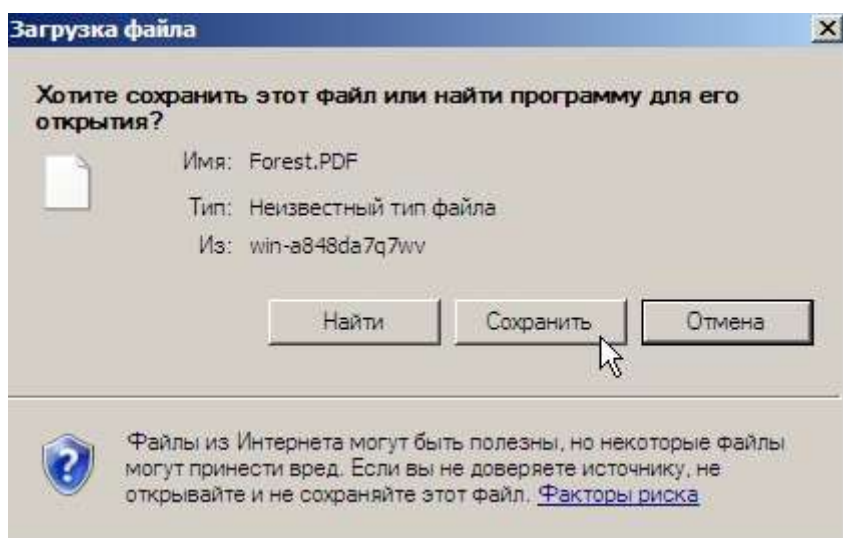 Загрузка файла
Хотите сохранить этот файл или найти программу для его
открытия?
Имя: Forest.PDF
Тип: Неизвестный тип файла
Из: win-a848da7q7wv
Найти Сохранить Отмена
Файлы из Интернета могут быть полезны, но некоторые файлы
могут принести вред. Если вы не доверяете источнику, не
открывайте и не сохраняйте этот файл. Факторы риска